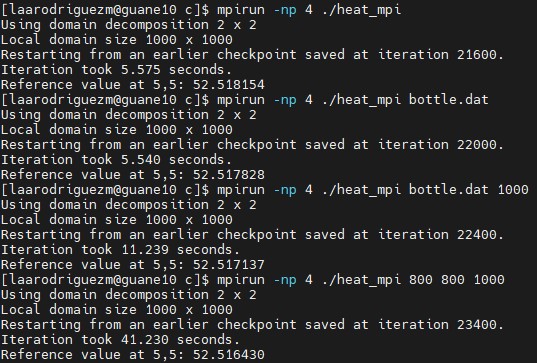 [laarodriguezm@guane10 c]$ mpirun -np 4 ./heat_mpi
Using domain decomposition 2 x 2
Local domain size 1000 x 1000
Restarting from an earlier checkpoint saved at iteration 21600.
Iteration took 5.575 seconds.
Reference value at 5,5: 52.518154
[laarodriguezm@guane10 c]$ mpirun -np 4 ./heat_mpi bottle.dat
Using domain decomposition 2 x 2
Local domain size 1000 x 1000
Restarting from an earlier checkpoint saved at iteration 22000.
Iteration took 5.540 seconds.
Reference value at 5,5: 52.517828
[laarodriguezm@guane10 c]$ mpirun -np 4 ./heat_mpi bottle.dat 1000
Using domain decomposition 2 x 2
Local domain size 1000 x 1000
Restarting from an earlier checkpoint saved at iteration 22400.
Iteration took 11.239 seconds.
Reference value at 5,5: 52.517137
[laarodriguezm@guane10 c]$ mpirun -np 4 ./heat_mpi 800 800 1000
Using domain decomposition 2 x 2
Local domain size 1000 x 1000
Restarting from an earlier checkpoint saved at iteration 23400.
Iteration took 41.230 seconds.
Reference value at 5,5: 52.516430